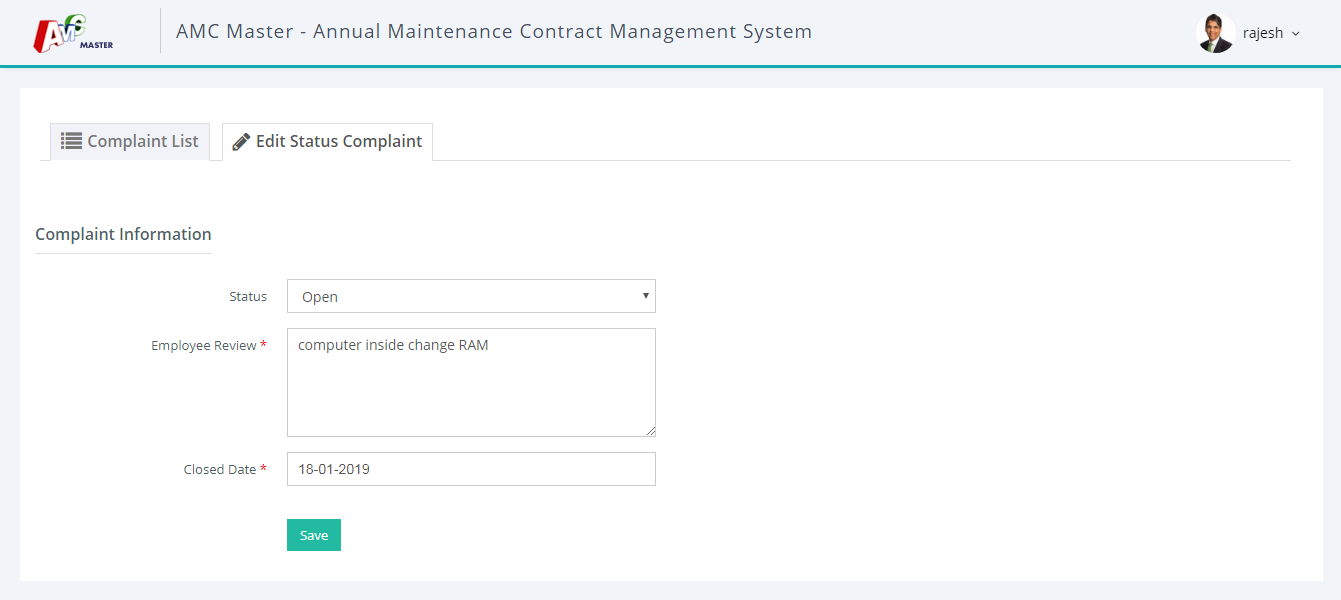 AMC MASTER
AMC Master - Annual Maintenance Contract Management System
rajesh
Complaint List
Edit Status Complaint
Complaint Information
Status
Open
Employee Review *
computer inside change RAM
Closed Date *
18-01-2019
Save